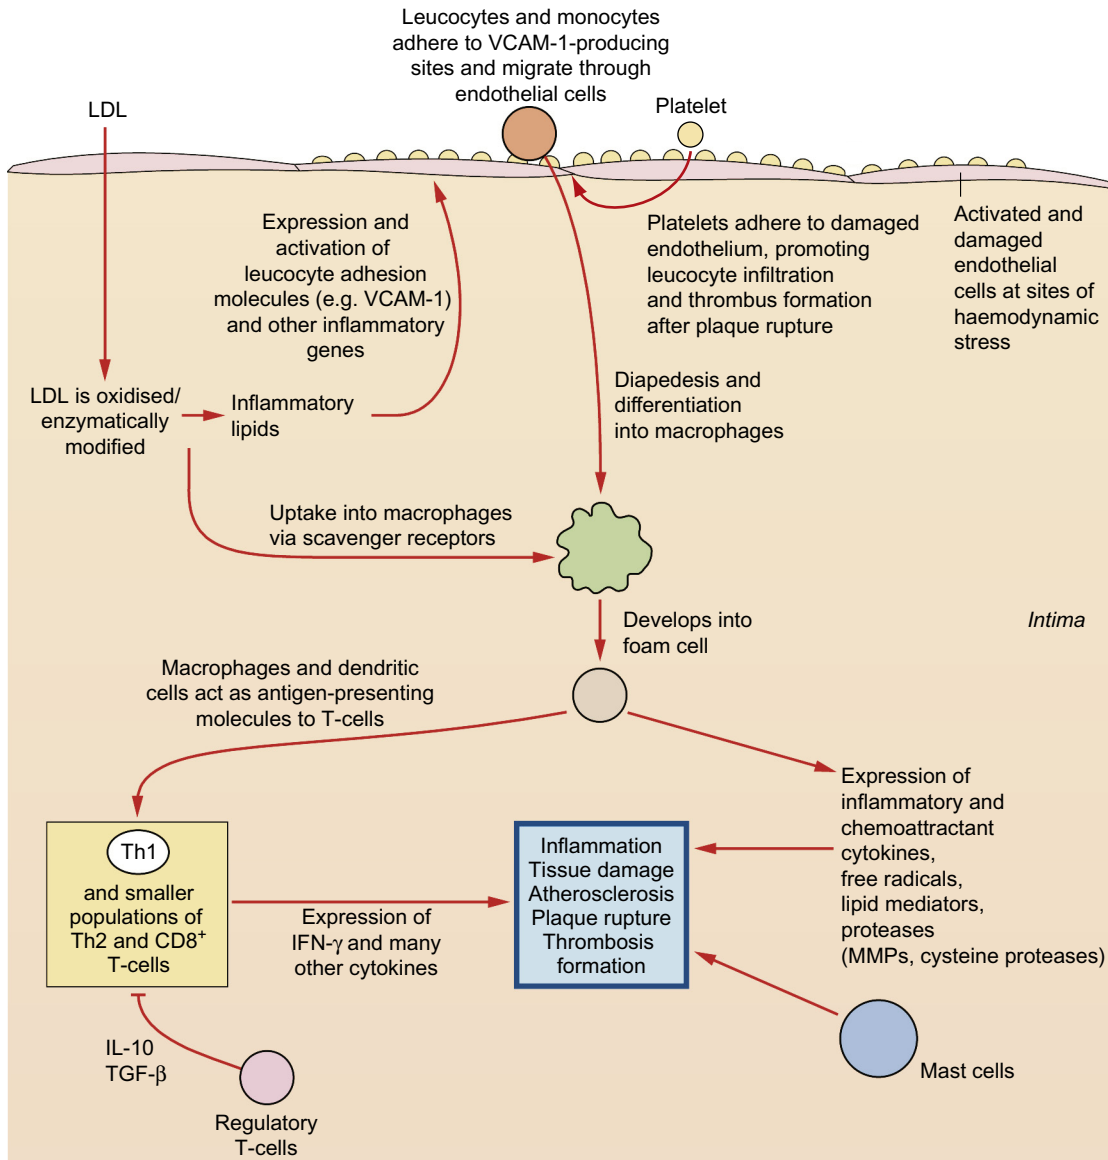 Leucocytes and monocytes
adhere to VCAM-1-producing
sites and migrate through
endothelial cells
LDL
Platelet
Expression and
activation of
leucocyte adhesion
molecules (e.g. VCAM-1)
and other inflammatory
genes
Platelets adhere to damaged
endothelium, promoting
leucocyte infiltration
and thrombus formation
after plaque rupture
Activated and
damaged
endothelial
cells at sites of
haemodynamic
stress
LDL is oxidised/
enzymatically
modified
Inflammatory
lipids
Diapedesis and
differentiation
into macrophages
Uptake into macrophages
via scavenger receptors
Develops into
foam cell
Intima
Macrophages and dendritic
cells act as antigen-presenting
molecules to T-cells
Th1
and smaller
populations of
Th2 and CD8⁺
T-cells
Expression of
IFN-γ and many
other cytokines
Inflammation
Tissue damage
Atherosclerosis
Plaque rupture
Thrombosis
formation
Expression of
inflammatory and
chemoattractant
cytokines,
free radicals,
lipid mediators,
proteases
(MMPs, cysteine proteases)
IL-10
TGF-β
Regulatory
T-cells
Mast cells